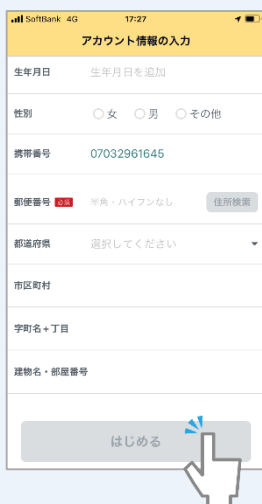 SoftBank 4G 17:27
アカウント情報の入力
生年月日 生年月日を追加
性別 女 男 その他
携帯番号 07032961645
郵便番号 必須 半角・ハイフンなし 住所検索
都道府県 選択してください
市区町村
字町名+丁目
建物名・部屋番号
はじめる